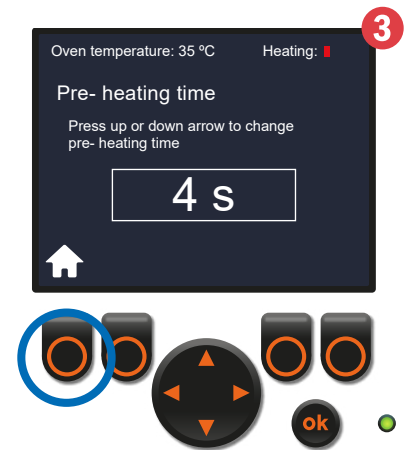 3
Oven temperature: 35 ºC Heating:
Pre- heating time
Press up or down arrow to change
pre- heating time
4 s
ok